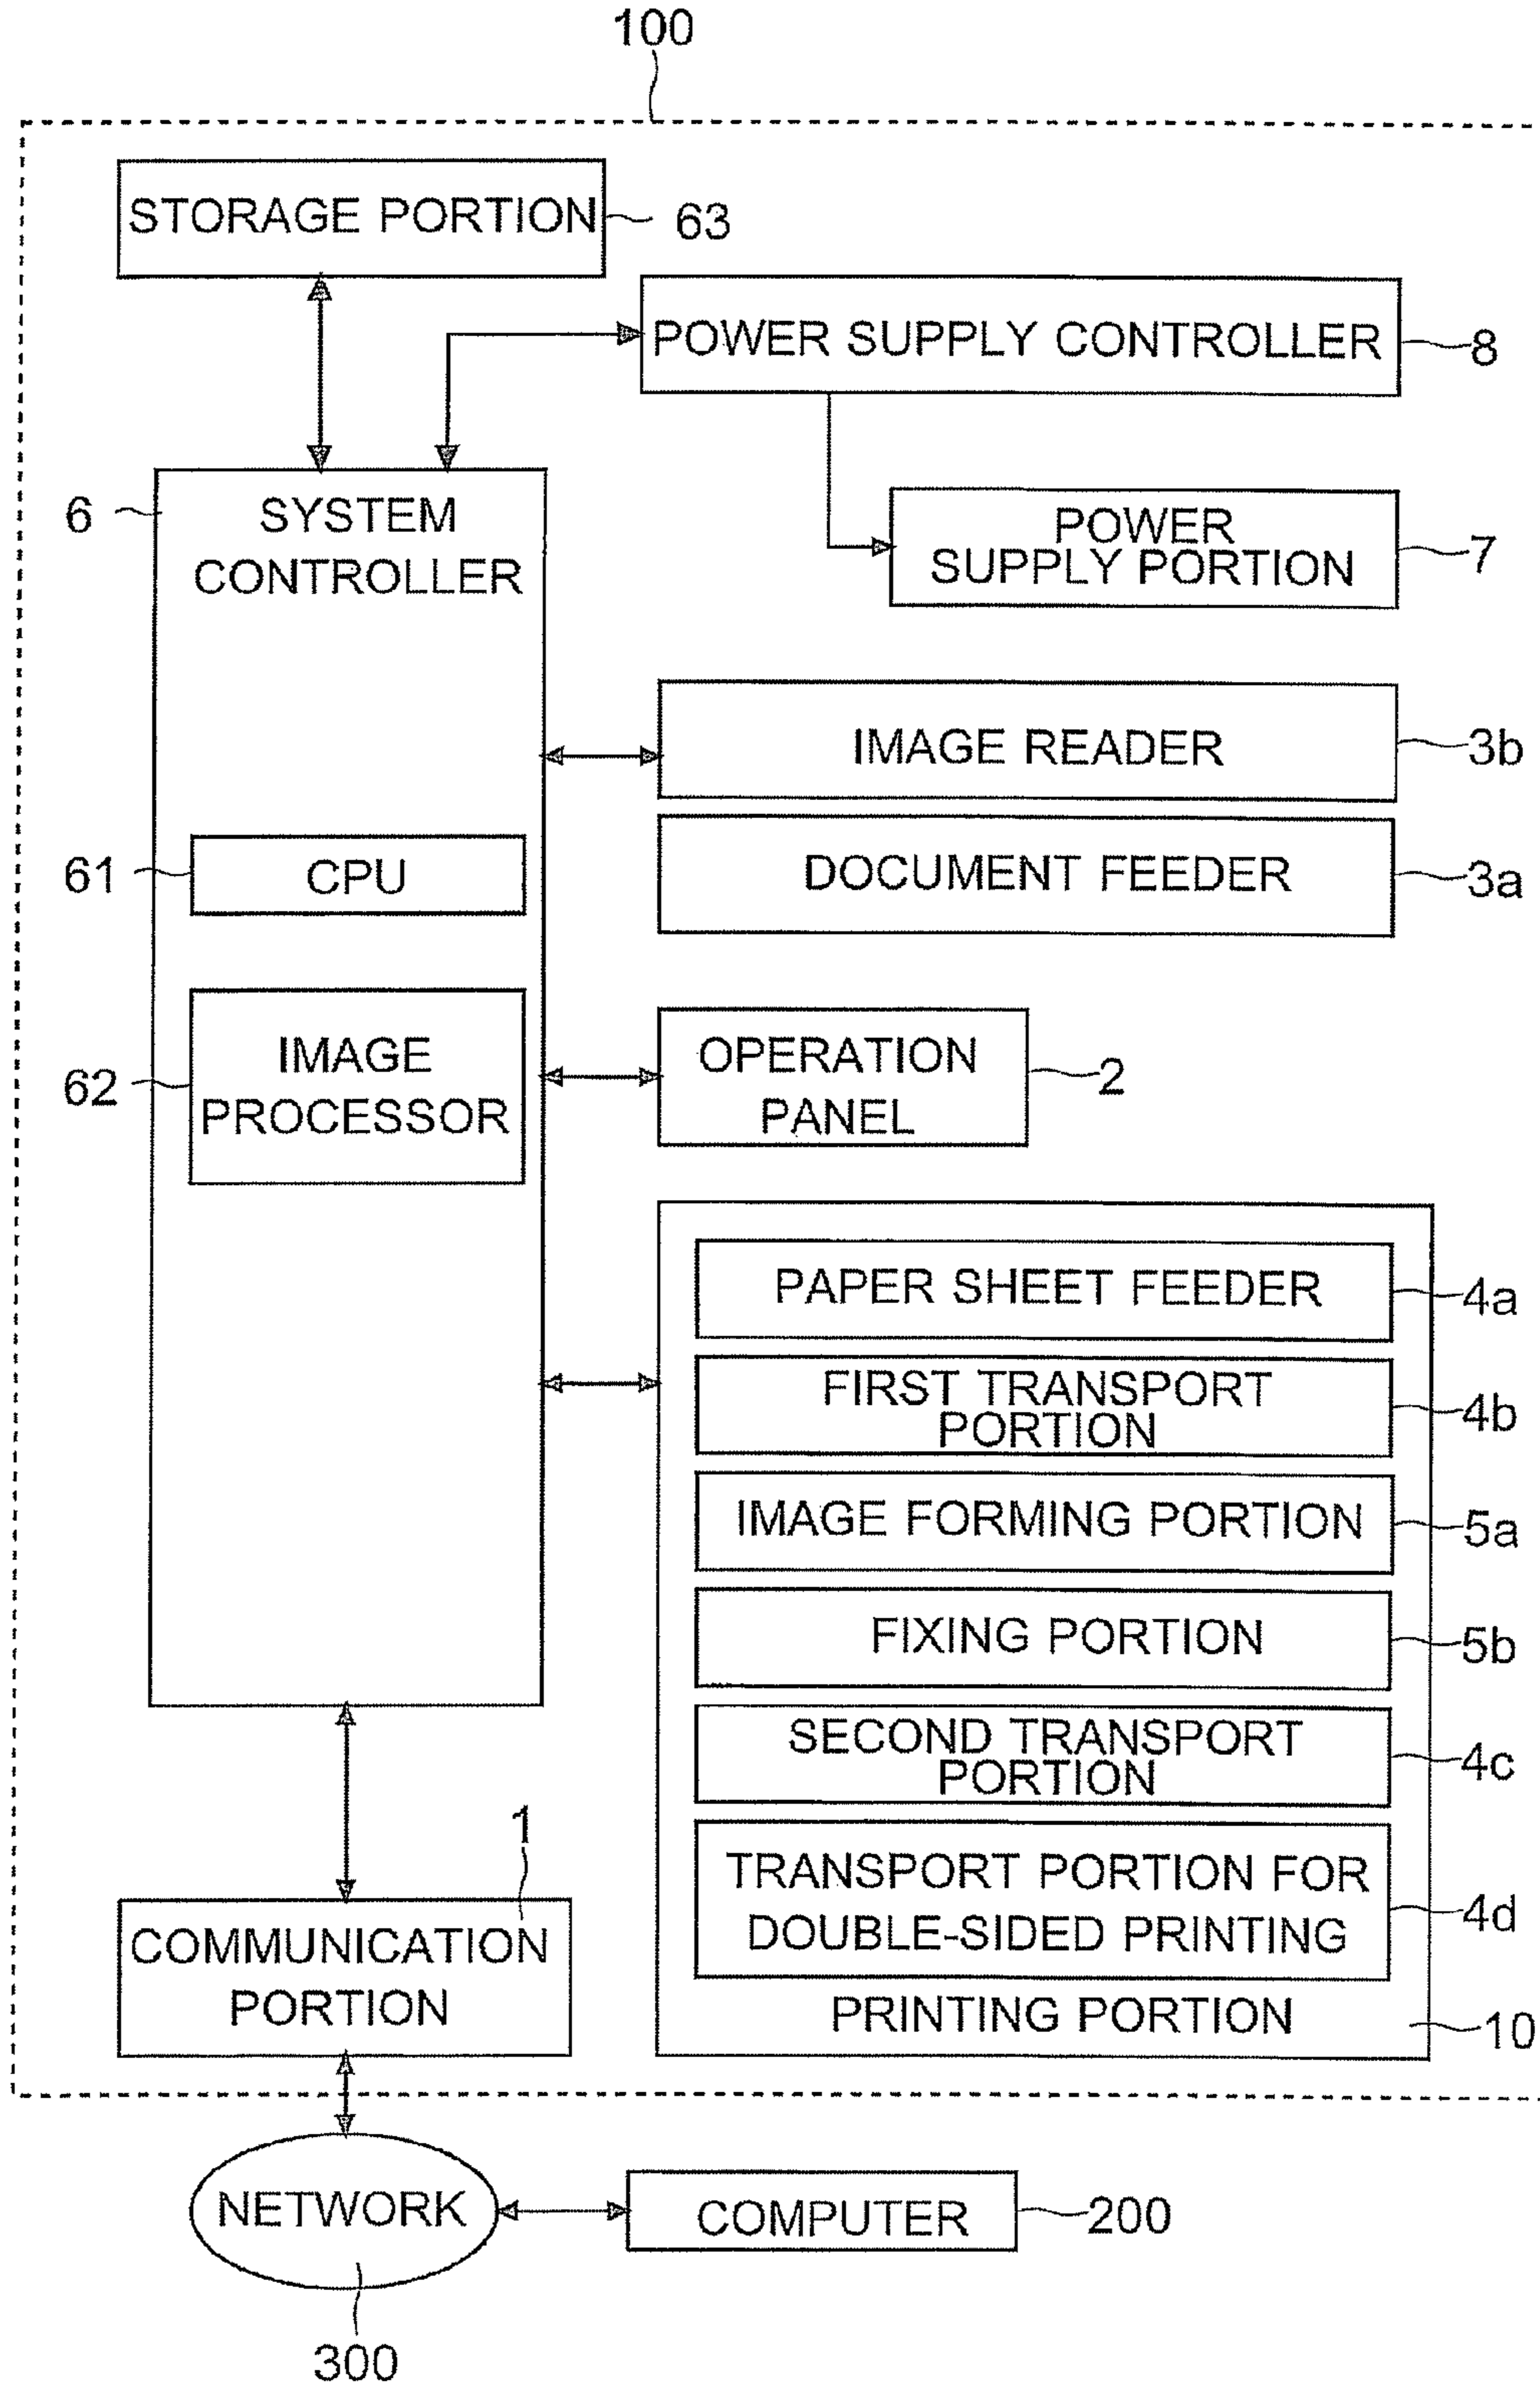 100
STORAGE PORTION
63
POWER SUPPLY CONTROLLER
8
6
SYSTEM
CONTROLLER
POWER
SUPPLY PORTION
7
IMAGE READER
3b
61
CPU
DOCUMENT FEEDER
3a
62
IMAGE
PROCESSOR
OPERATION
PANEL
2
PAPER SHEET FEEDER
4a
FIRST TRANSPORT
PORTION
4b
IMAGE FORMING PORTION
5a
FIXING PORTION
5b
SECOND TRANSPORT
PORTION
4c
TRANSPORT PORTION FOR
DOUBLE-SIDED PRINTING
4d
PRINTING PORTION
10
1
COMMUNICATION
PORTION
NETWORK
300
COMPUTER
200